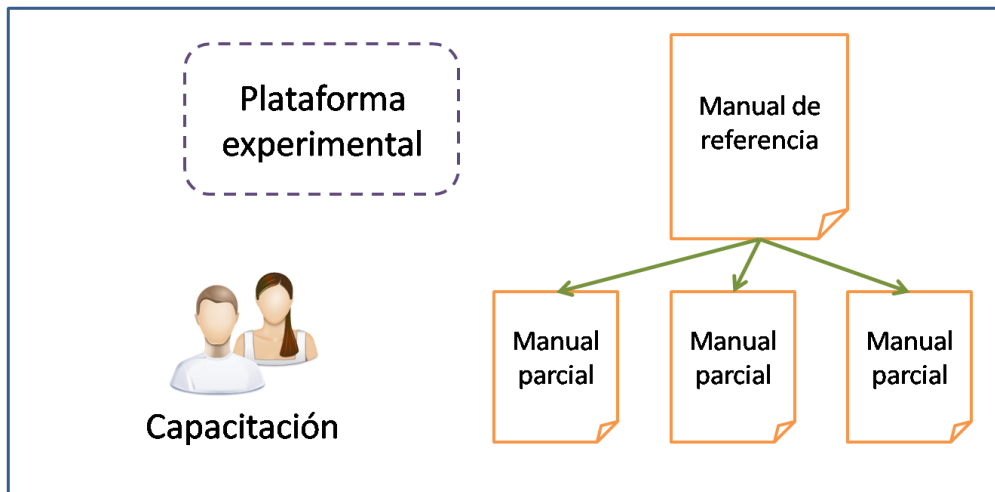 Plataforma
experimental
Manual de
referencia
Capacitación
Manual
parcial
Manual
parcial
Manual
parcial